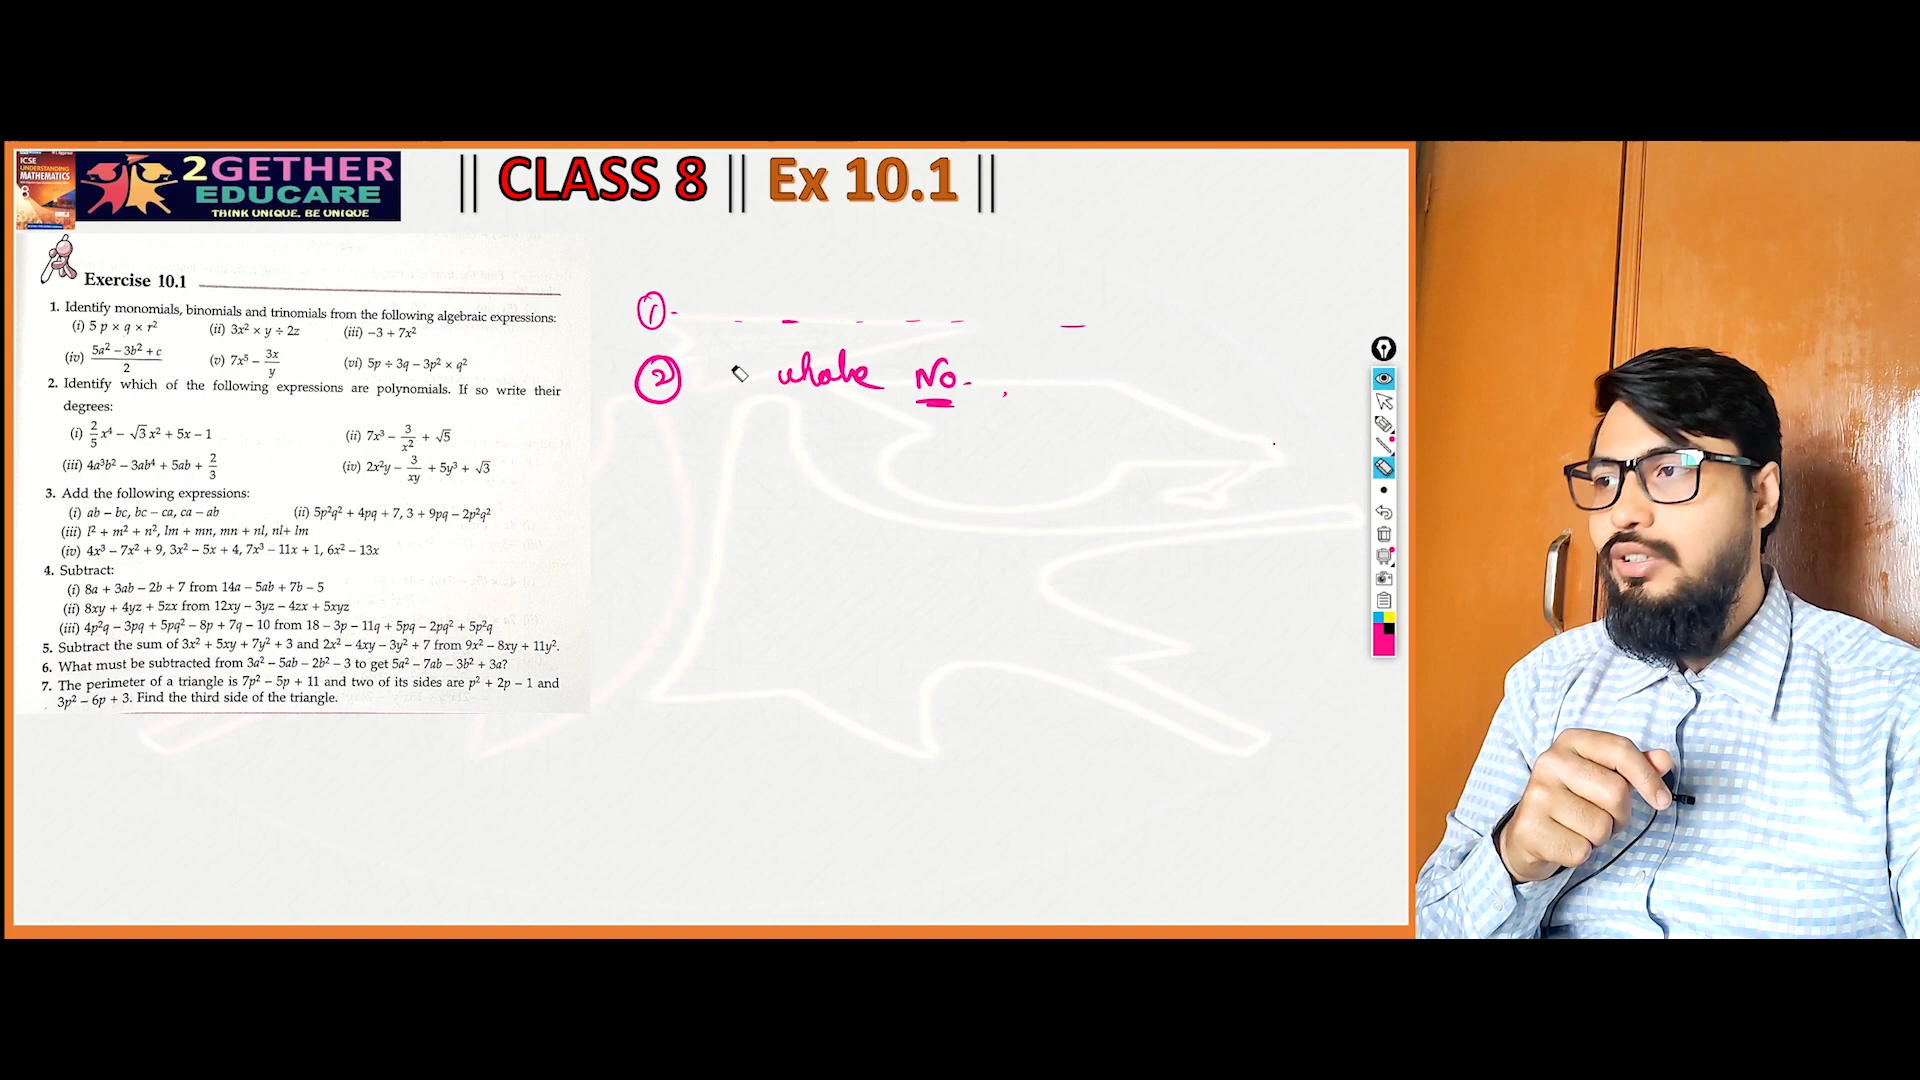 ICSE
UNDERSTANDING
MATHEMATICS
8
2GETHER
EDUCARE
THINK UNIQUE, BE UNIQUE
|| CLASS 8 || Ex 10.1 ||
Exercise 10.1
1. Identify monomials, binomials and trinomials from the following algebraic expressions:
(i) 5 p × q × r² (ii) 3x² × y ÷ 2z (iii) −3 + 7x²
(iv) (5a² − 3b² + c)/2 (v) 7x⁵ − 3x/y (vi) 5p ÷ 3q − 3p² × q²
2. Identify which of the following expressions are polynomials. If so write their
degrees:
(i) 2/5 x⁴ − √3 x² + 5x − 1 (ii) 7x³ − 3/x² + √5
(iii) 4a³b² − 3ab⁴ + 5ab + 2/3 (iv) 2x²y − 3/xy + 5y³ + √3
3. Add the following expressions:
(i) ab − bc, bc − ca, ca − ab (ii) 5p²q² + 4pq + 7, 3 + 9pq − 2p²q²
(iii) l² + m² + n², lm + mn, mn + nl, nl+ lm
(iv) 4x³ − 7x² + 9, 3x² − 5x + 4, 7x³ − 11x + 1, 6x² − 13x
4. Subtract:
(i) 8a + 3ab − 2b + 7 from 14a − 5ab + 7b − 5
(ii) 8xy + 4yz + 5zx from 12xy − 3yz − 4zx + 5xyz
(iii) 4p²q − 3pq + 5pq² − 8p + 7q − 10 from 18 − 3p − 11q + 5pq − 2pq² + 5p²q
5. Subtract the sum of 3x² + 5xy + 7y² + 3 and 2x² − 4xy − 3y² + 7 from 9x² − 8xy + 11y².
6. What must be subtracted from 3a² − 5ab − 2b² − 3 to get 5a² − 7ab − 3b² + 3a?
7. The perimeter of a triangle is 7p² − 5p + 11 and two of its sides are p² + 2p − 1 and
3p² − 6p + 3. Find the third side of the triangle.
1
2 whole No.